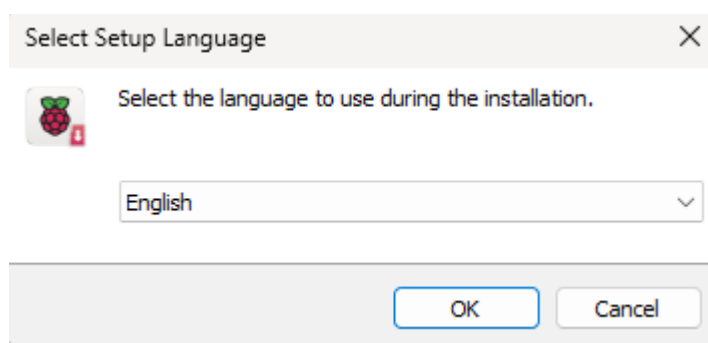 Select Setup Language
Select the language to use during the installation.
English
OK Cancel